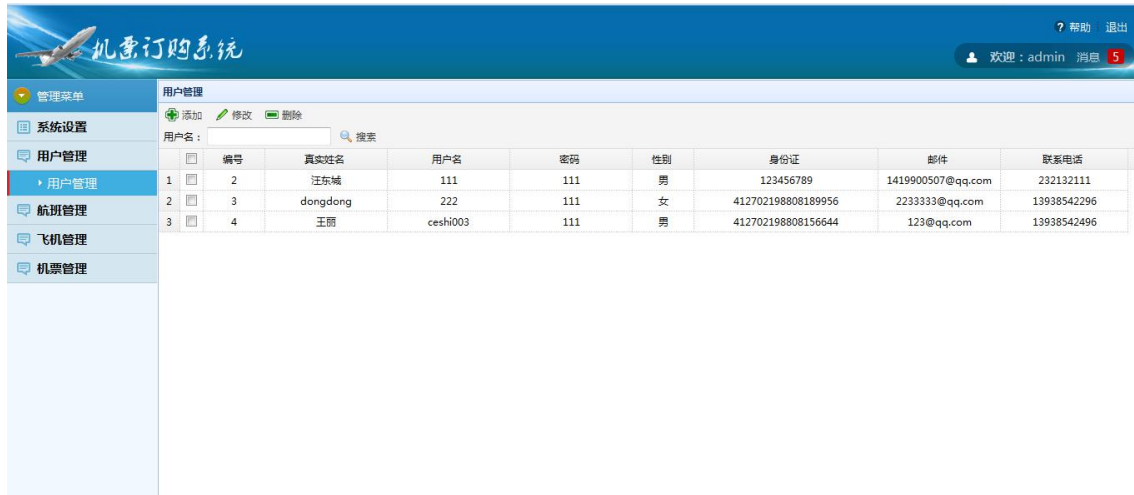 机票订购系统
? 帮助 退出
欢迎：admin 消息 5
管理菜单
系统设置
用户管理
用户管理
航班管理
飞机管理
机票管理
用户管理
添加 修改 删除
用户名： 搜索
编号 真实姓名 用户名 密码 性别 身份证 邮件 联系电话
1 2 汪东城 111 111 男 123456789 1419900507@qq.com 232132111
2 3 dongdong 222 111 女 412702198808189956 2233333@qq.com 13938542296
3 4 王丽 ceshi003 111 男 412702198808156644 123@qq.com 13938542496